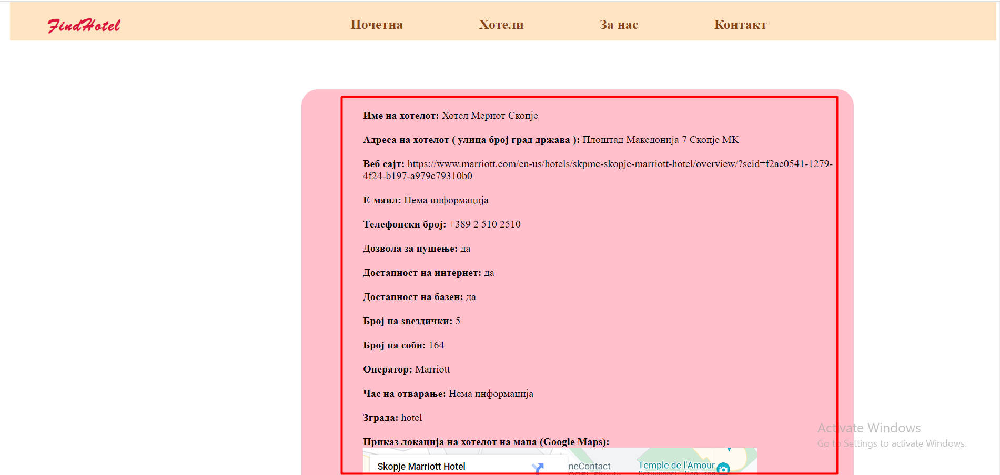 FindHotel
Почетна
Хотели
За нас
Контакт
Име на хотелот: Хотел Мериот Скопје
Адреса на хотелот ( улица број град држава ): Плоштад Македонија 7 Скопје МК
Веб сајт: https://www.marriott.com/en-us/hotels/skpmc-skopje-marriott-hotel/overview/?scid=f2ae0541-1279-
4f24-b197-a979c79310b0
Е-маил: Нема информација
Телефонски број: +389 2 510 2510
Дозвола за пушење: да
Достапност на интернет: да
Достапност на базен: да
Број на ѕвездички: 5
Број на соби: 164
Оператор: Marriott
Час на отварање: Нема информација
Зграда: hotel
Приказ локација на хотелот на мапа (Google Maps):
Skopje Marriott Hotel
neContact
Temple de l'Amour
Activate Windows
Go to Settings to activate Windows.